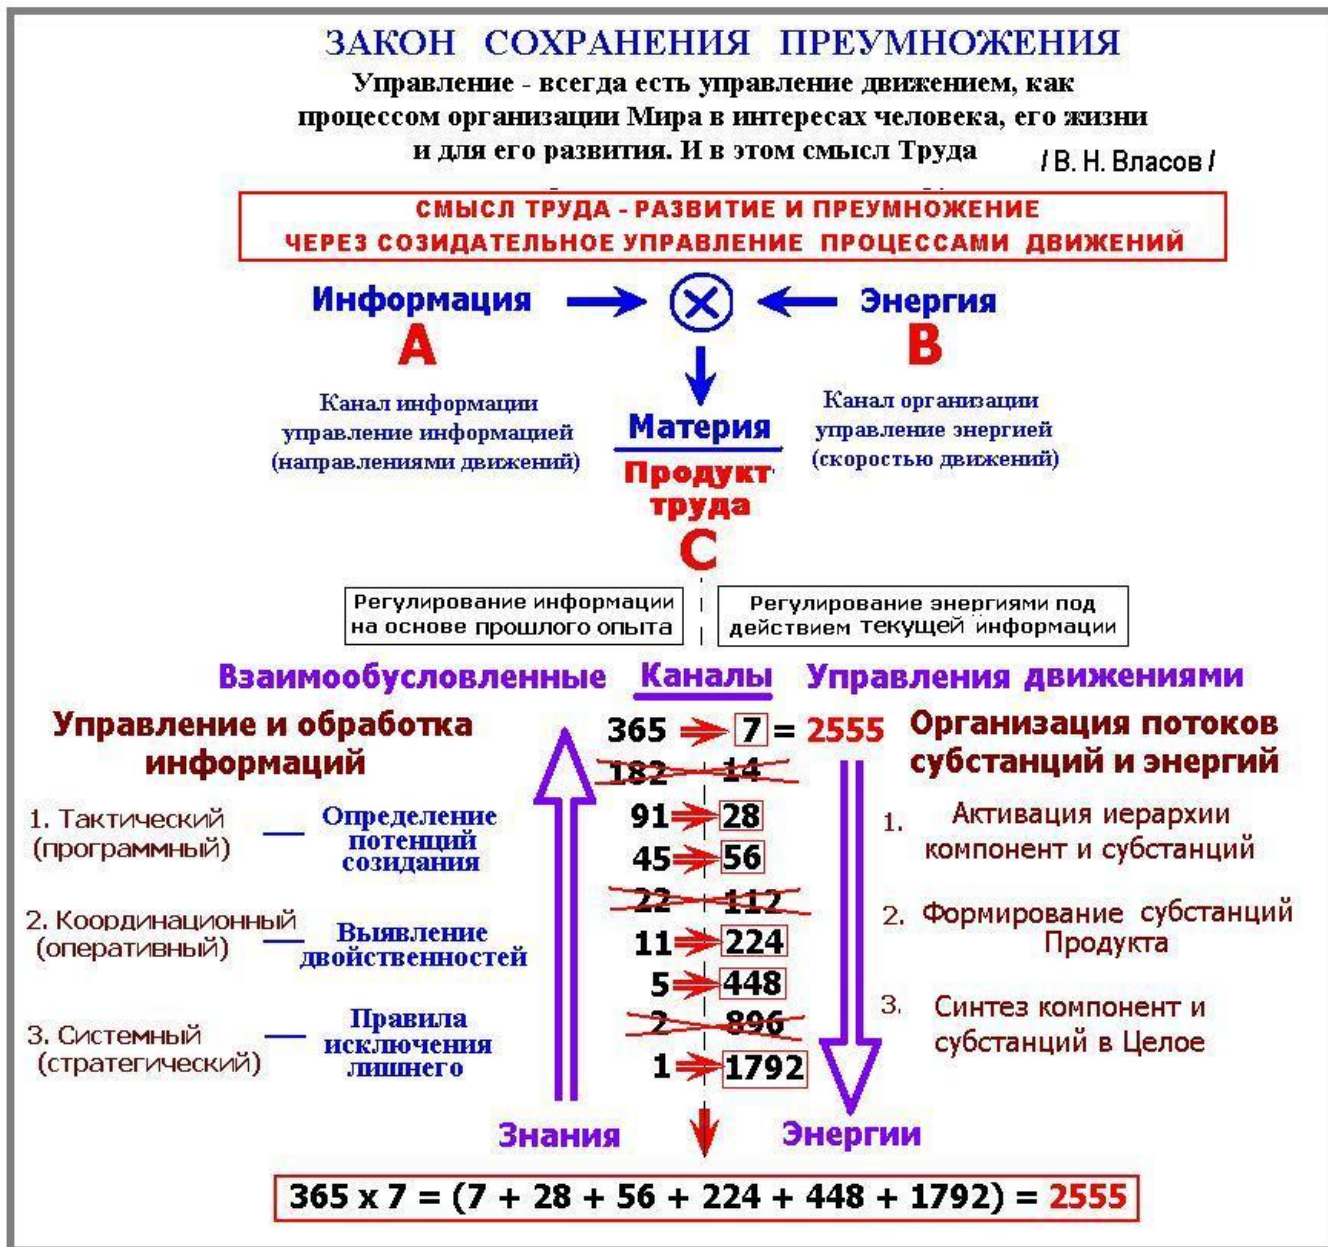 ЗАКОН СОХРАНЕНИЯ ПРЕУМНОЖЕНИЯ
Управление - всегда есть управление движением, как
процессом организации Мира в интересах человека, его жизни
и для его развития. И в этом смысл Труда
/ В. Н. Власов /
СМЫСЛ ТРУДА - РАЗВИТИЕ И ПРЕУМНОЖЕНИЕ
ЧЕРЕЗ СОЗИДАТЕЛЬНОЕ УПРАВЛЕНИЕ ПРОЦЕССАМИ ДВИЖЕНИЙ
Информация
Энергия
А
В
Канал информации
управление информацией
(направлениями движений)
Канал организации
управление энергией
(скоростью движений)
Материя
Продукт
труда
С
Регулирование информации
на основе прошлого опыта
Регулирование энергиями под
действием текущей информации
Взаимообусловленные Каналы Управления движениями
Управление и обработка
информаций
1. Тактический
(программный)
Определение
потенций
созидания
2. Координационный
(оперативный)
Выявление
двойственностей
3. Системный
(стратегический)
Правила
исключения
лишнего
Знания
365 7 = 2555
182 14
91 28
45 56
22 112
11 224
5 448
2 896
1 1792
Организация потоков
субстанций и энергий
1. Активация иерархии
компонент и субстанций
2. Формирование субстанций
Продукта
3. Синтез компонент и
субстанций в Целое
Энергии
365 x 7 = (7 + 28 + 56 + 224 + 448 + 1792) = 2555